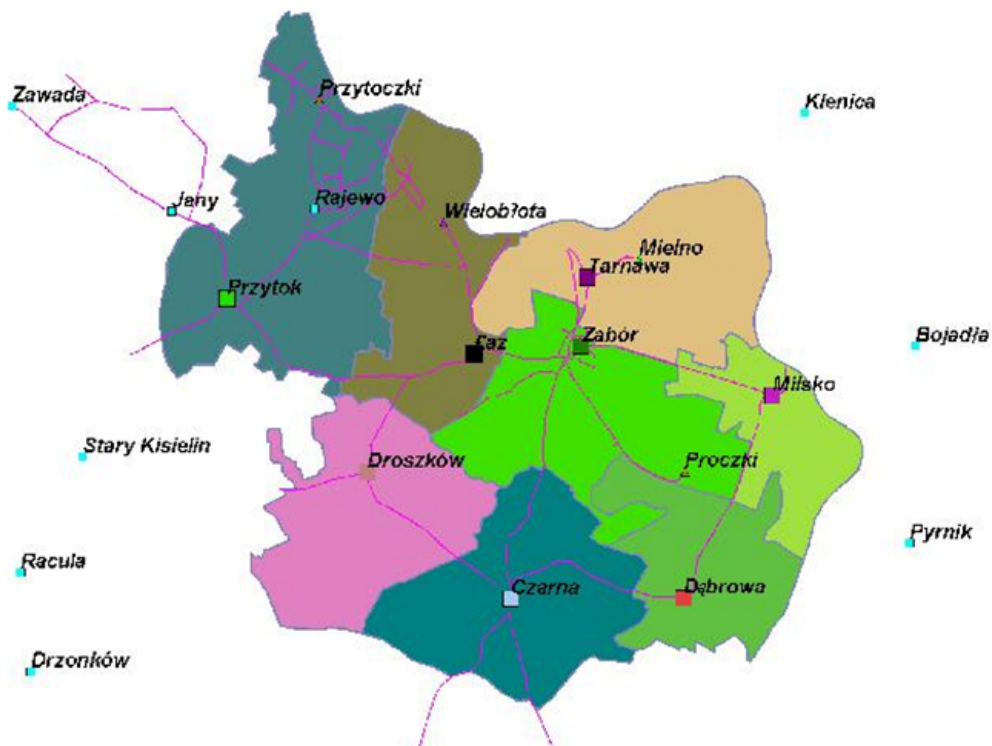 Przytoczki
Zawada
Klenica
Jany
Rajewo
Wielobłota
Mielno
Tarnawa
Przytok
Zabór
Łaz
Bojadła
Milsko
Stary Kisielin
Droszków
Proczki
Pyrnik
Racula
Czarna
Dąbrowa
Drzonków